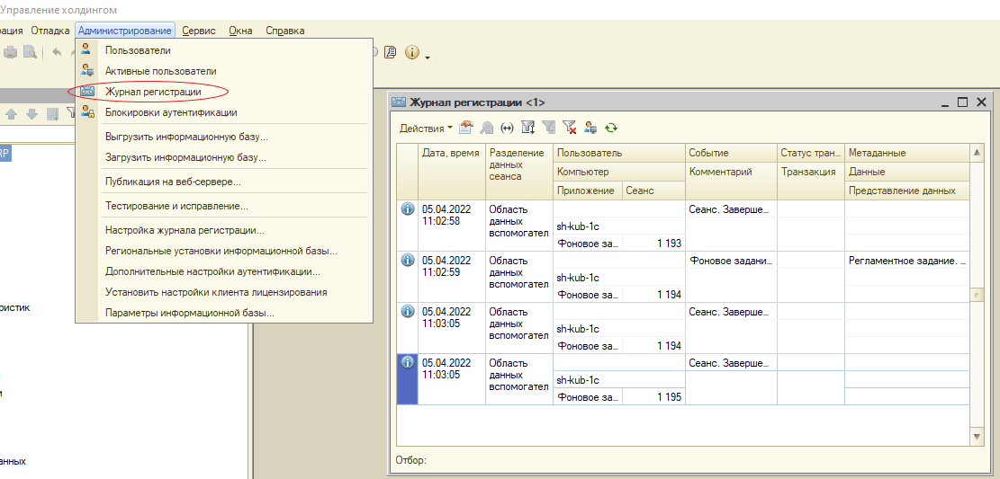 Управление холдингом
рация Отладка Администрирование Сервис Окна Справка
Пользователи
Активные пользователи
Журнал регистрации
Блокировки аутентификации
Выгрузить информационную базу...
Загрузить информационную базу...
Публикация на веб-сервере...
Тестирование и исправление...
Настройка журнала регистрации...
Региональные установки информационной базы...
Дополнительные настройки аутентификации...
Установить настройки клиента лицензирования
Параметры информационной базы...
RP
ристик
и
анных
Журнал регистрации <1>
Действия
Дата, время Разделение данных сеанса Пользователь Событие Статус тран... Метаданные
Компьютер Комментарий Транзакция Данные
Приложение Сеанс Представление данных
05.04.2022 Область Сеанс. Заверше...
11:02:58 данных sh-kub-1c
вспомогател Фоновое за... 1 193
05.04.2022 Область Фоновое задани... Регламентное задание. ...
11:02:59 данных sh-kub-1c
вспомогател Фоновое за... 1 194
05.04.2022 Область Сеанс. Заверше...
11:03:05 данных sh-kub-1c
вспомогател Фоновое за... 1 194
05.04.2022 Область Сеанс. Заверше...
11:03:05 данных sh-kub-1c
вспомогател Фоновое за... 1 195
Отбор: